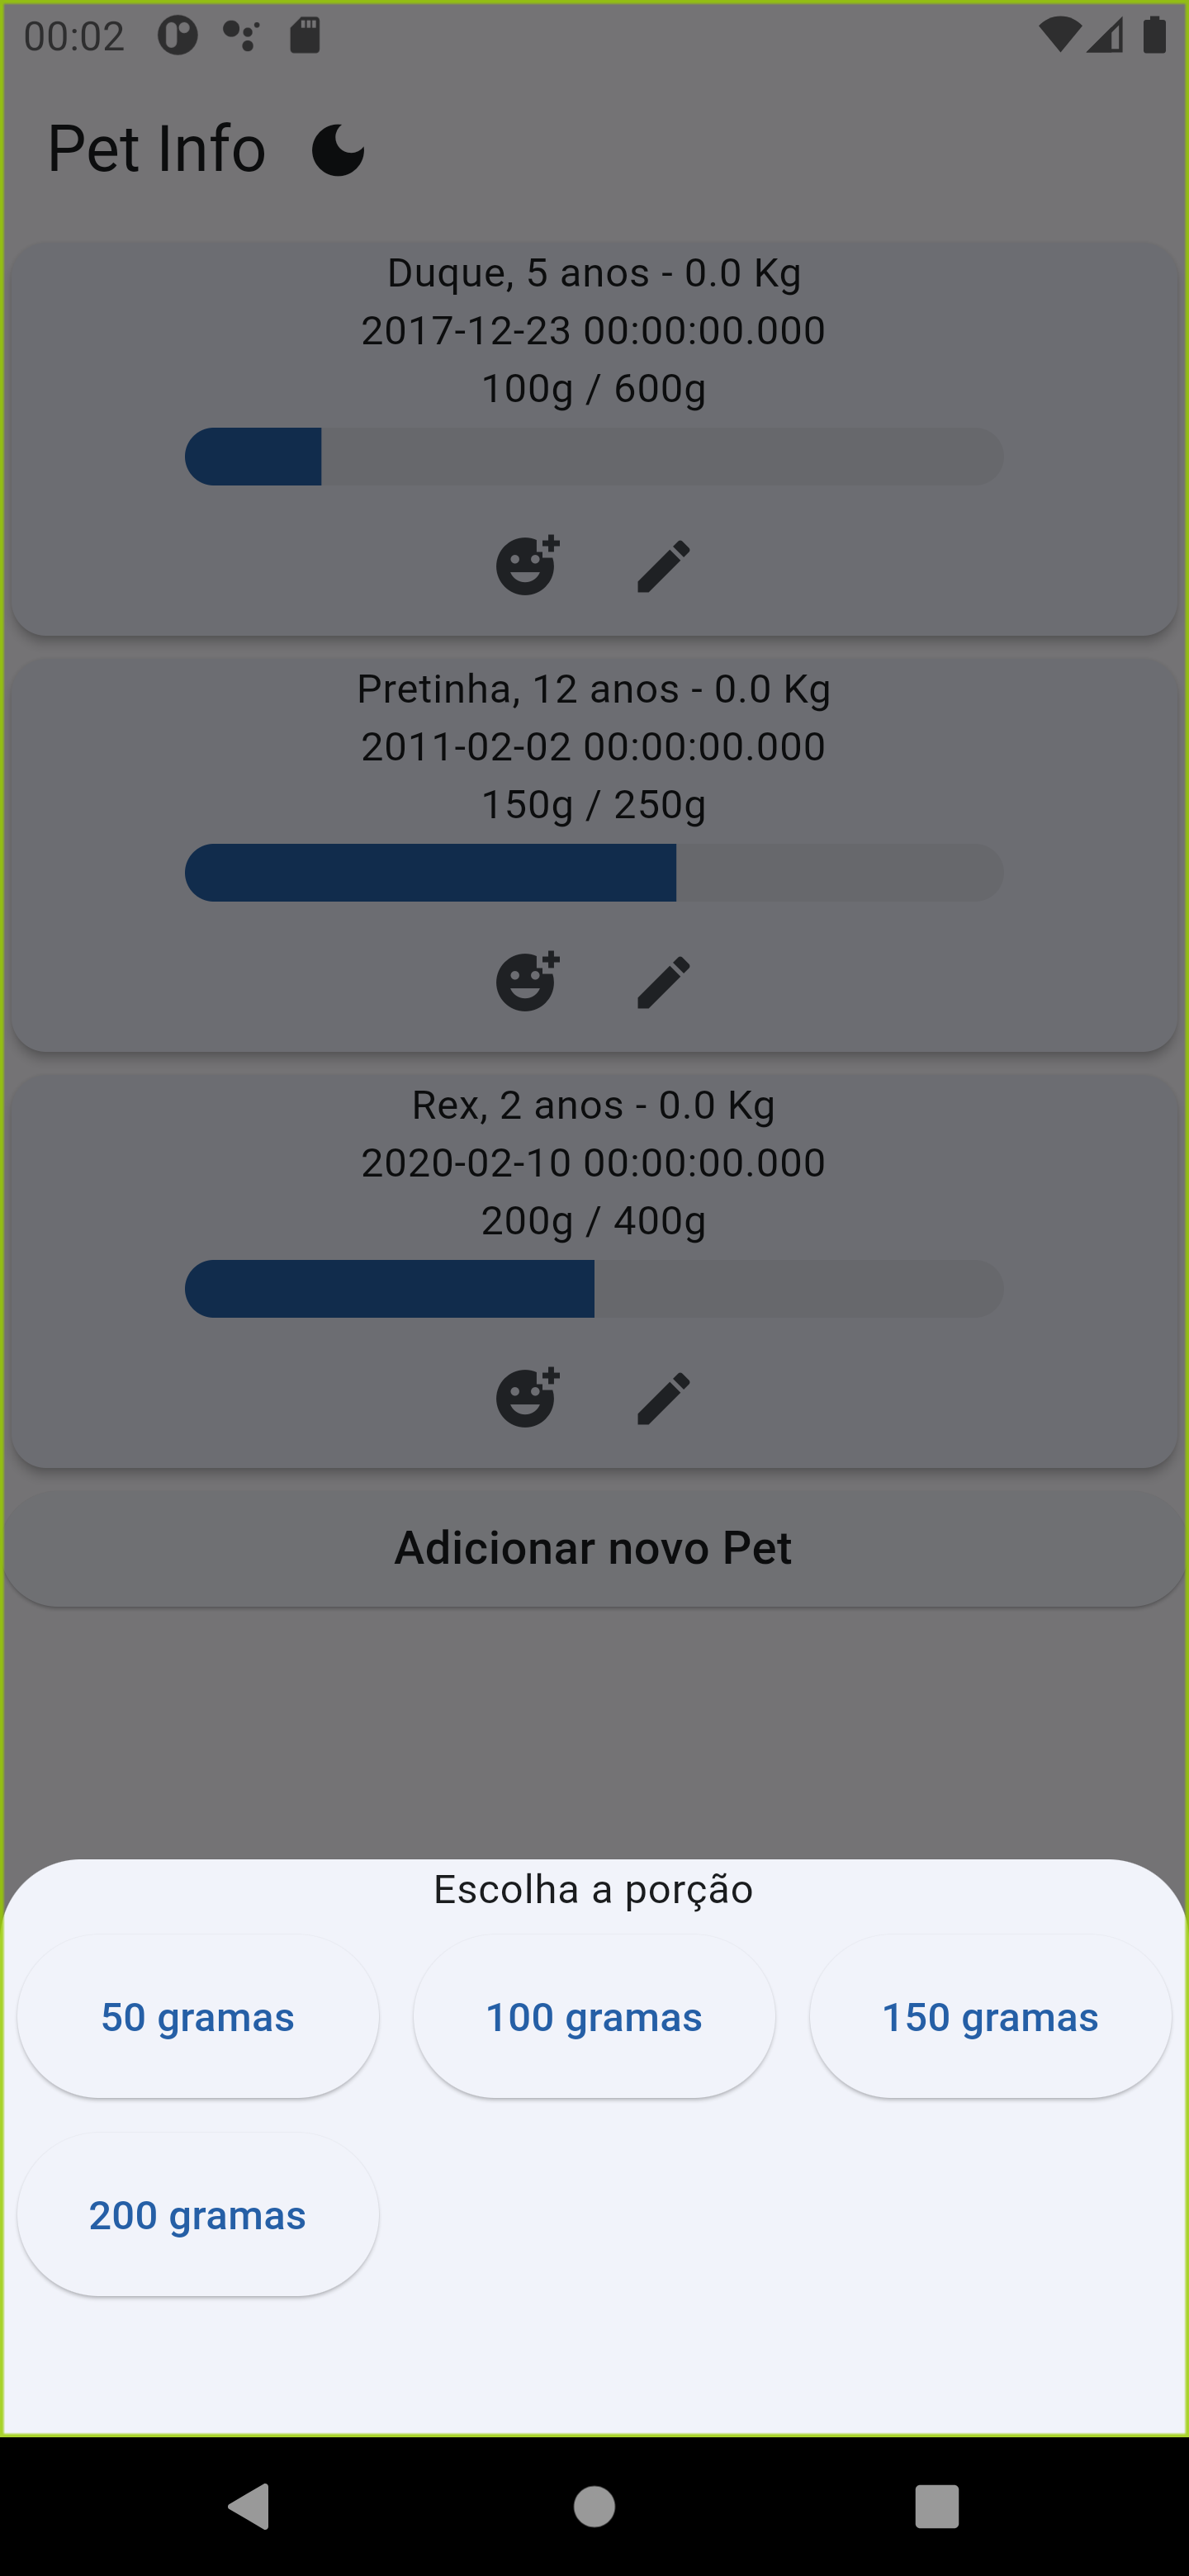 00:02
Pet Info
Duque, 5 anos - 0.0 Kg
2017-12-23 00:00:00.000
100g / 600g
Pretinha, 12 anos - 0.0 Kg
2011-02-02 00:00:00.000
150g / 250g
Rex, 2 anos - 0.0 Kg
2020-02-10 00:00:00.000
200g / 400g
Adicionar novo Pet
Escolha a porção
50 gramas 100 gramas 150 gramas
200 gramas